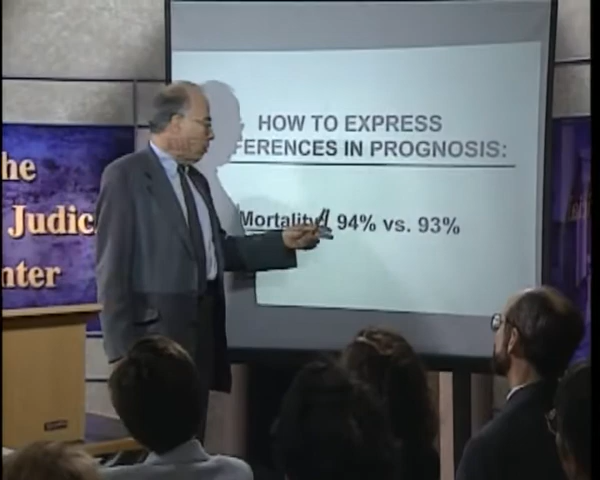 HOW TO EXPRESS
FERENCES IN PROGNOSIS:
Mortality 94% vs. 93%
he
Judic
nter